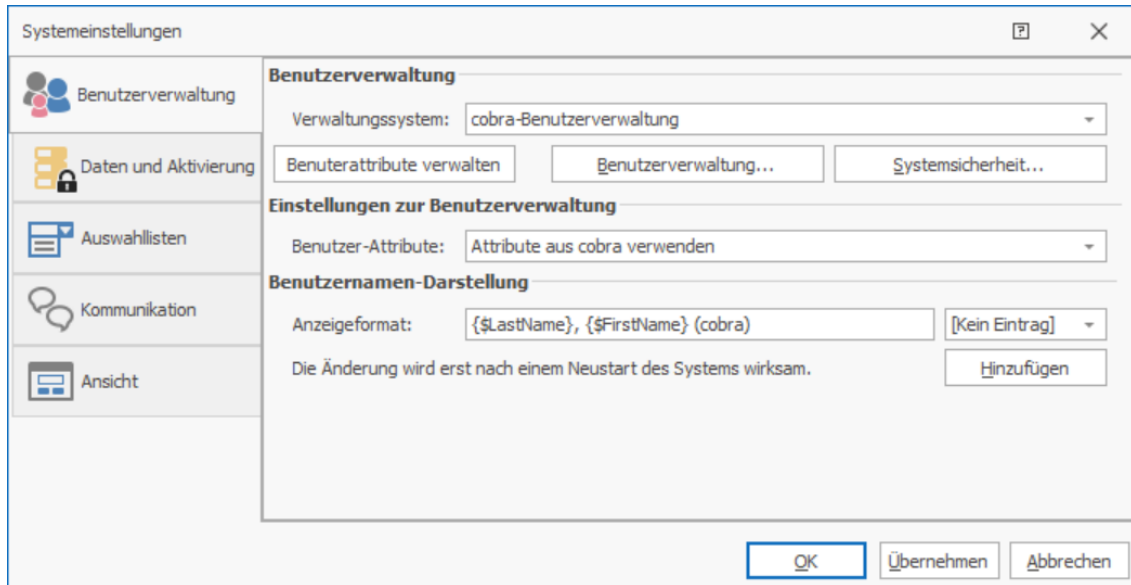 Systemeinstellungen
Benutzerverwaltung
Daten und Aktivierung
Auswahllisten
Kommunikation
Ansicht
Benutzerverwaltung
Verwaltungssystem: cobra-Benutzerverwaltung
Benuterattribute verwalten Benutzerverwaltung... Systemsicherheit...
Einstellungen zur Benutzerverwaltung
Benutzer-Attribute: Attribute aus cobra verwenden
Benutzernamen-Darstellung
Anzeigeformat: {$LastName}, {$FirstName} (cobra) [Kein Eintrag]
Die Änderung wird erst nach einem Neustart des Systems wirksam. Hinzufügen
OK Übernehmen Abbrechen